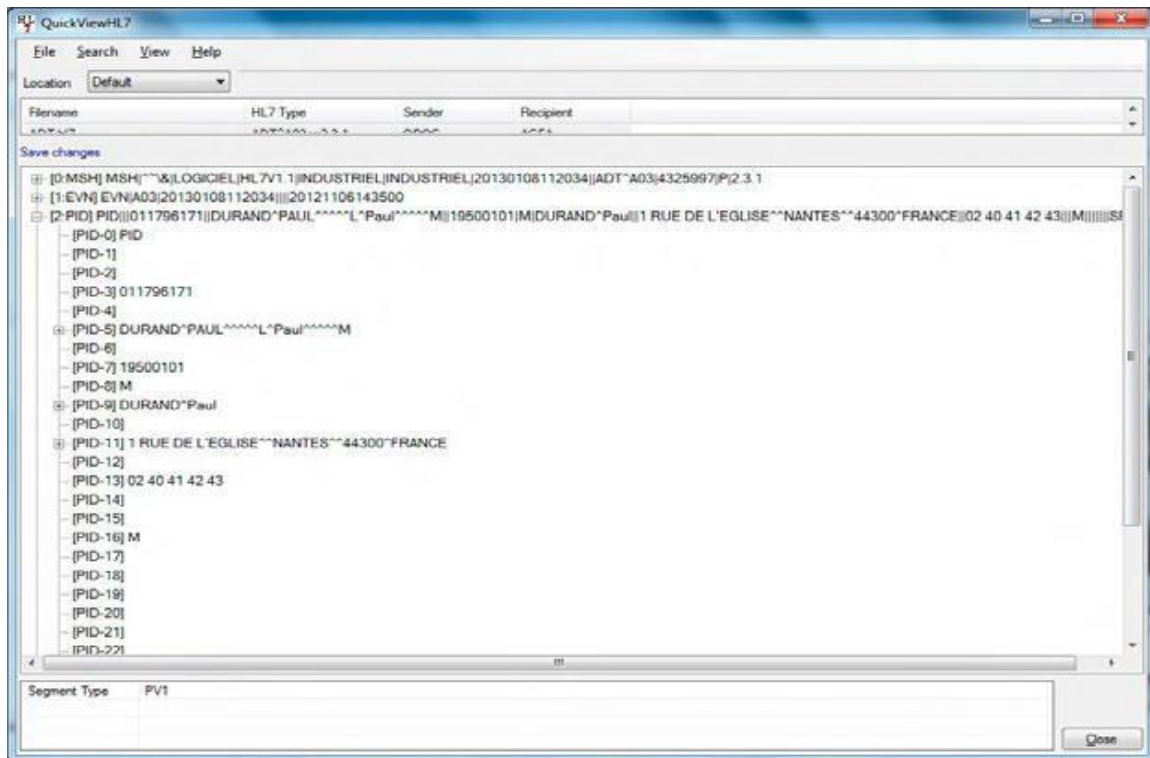 QuickViewHL7
File Search View Help
Location Default
Filename HL7 Type Sender Recipient
Save changes
[0:MSH] MSH|^~\&|LOGICIEL|HL7V1.1|INDUSTRIEL|INDUSTRIEL|20130108112034||ADT^A03|4325997|P|2.3.1
[1:EVN] EVN|A03|20130108112034||||20121106143500
[2:PID] PID|||011796171||DURAND^PAUL^^^^^L^Paul^^^^^M||19500101|M|DURAND^Paul||1 RUE DE L'EGLISE^^NANTES^^44300^FRANCE||02 40 41 42 43|||M|||||||
[PID-0] PID
[PID-1]
[PID-2]
[PID-3] 011796171
[PID-4]
[PID-5] DURAND^PAUL^^^^^L^Paul^^^^^M
[PID-6]
[PID-7] 19500101
[PID-8] M
[PID-9] DURAND^Paul
[PID-10]
[PID-11] 1 RUE DE L'EGLISE^^NANTES^^44300^FRANCE
[PID-12]
[PID-13] 02 40 41 42 43
[PID-14]
[PID-15]
[PID-16] M
[PID-17]
[PID-18]
[PID-19]
[PID-20]
[PID-21]
[PID-22]
Segment Type PV1
Close